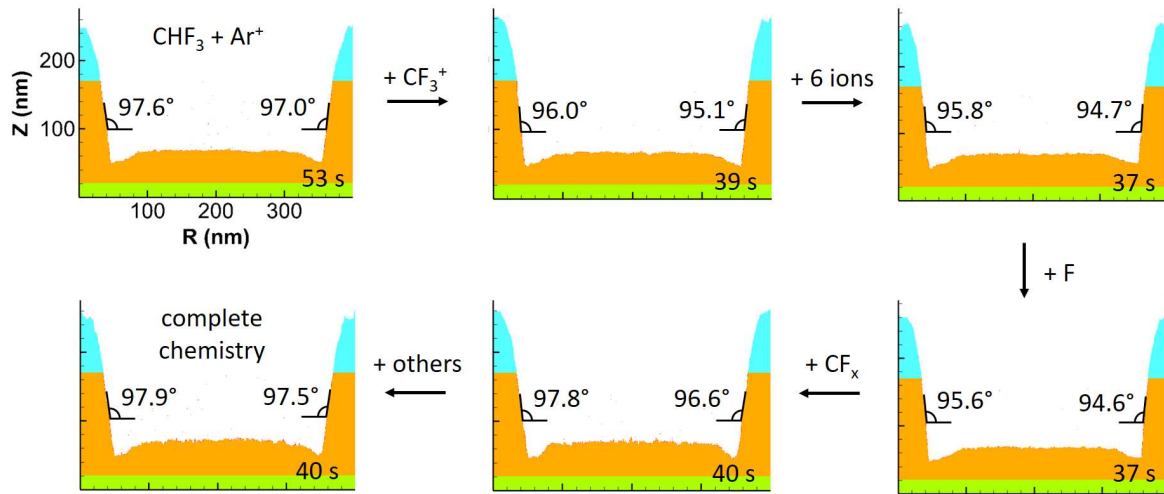 CHF₃ + Ar⁺
Z (nm)
200
100
97.6°
97.0°
53 s
100
200
300
R (nm)
+ CF₃⁺
96.0°
95.1°
39 s
+ 6 ions
95.8°
94.7°
37 s
+ F
95.6°
94.6°
37 s
+ CFₓ
97.8°
96.6°
40 s
+ others
complete
chemistry
97.9°
97.5°
40 s